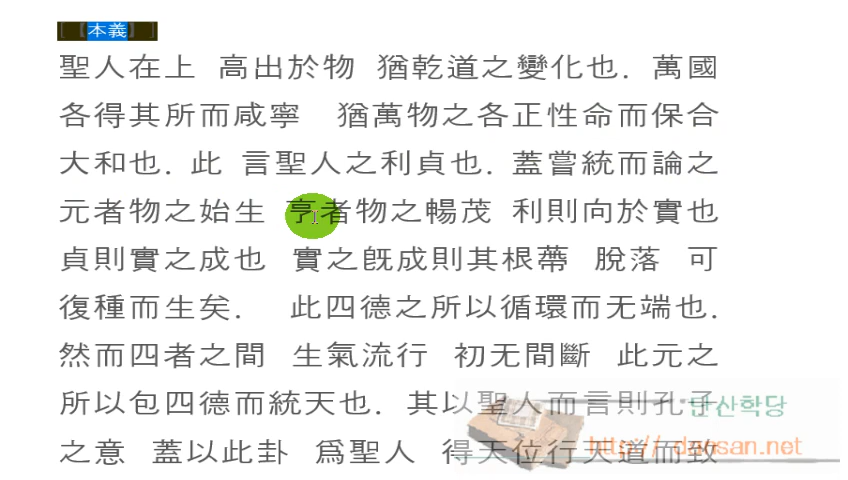 【本義】
聖人在上 高出於物 猶乾道之變化也. 萬國
各得其所而咸寧 猶萬物之各正性命而保合
大和也. 此 言聖人之利貞也. 蓋嘗統而論之
元者物之始生 亨者物之暢茂 利則向於實也
貞則實之成也 實之旣成則其根蔕 脫落 可
復種而生矣. 此四德之所以循環而无端也.
然而四者之間 生氣流行 初无間斷 此元之
所以包四德而統天也. 其以聖人而言則孔子
之意 蓋以此卦 爲聖人 得天位行天道而致
단산학당
http://dansan.net